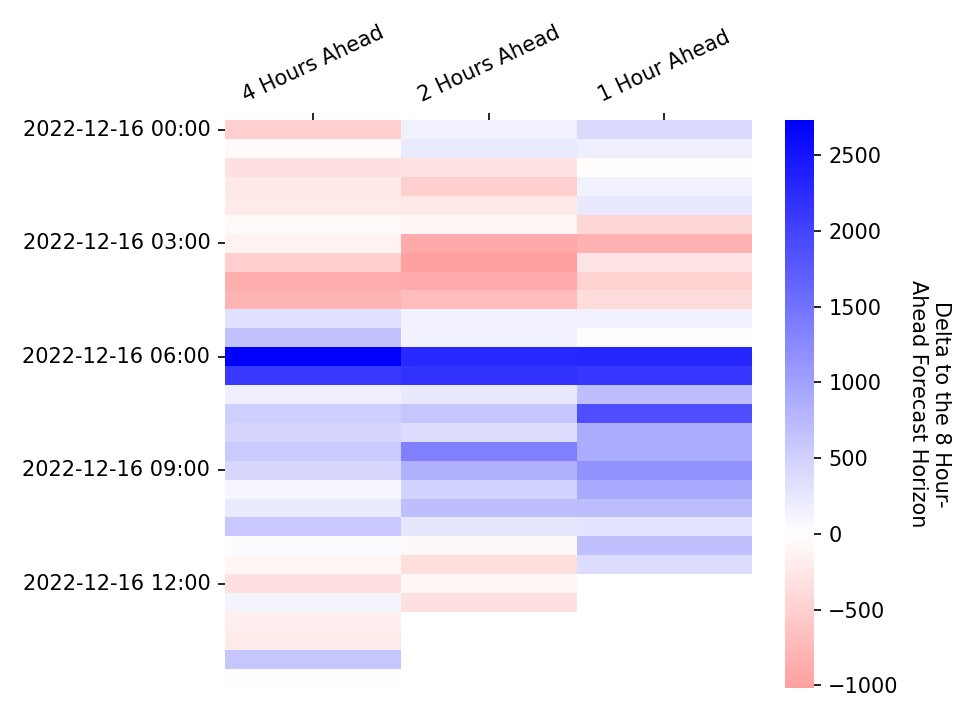 4 Hours Ahead
2 Hours Ahead
1 Hour Ahead
2022-12-16 00:00
2022-12-16 03:00
2022-12-16 06:00
2022-12-16 09:00
2022-12-16 12:00
2500
2000
1500
1000
500
0
−500
−1000
Delta to the 8 Hour-
Ahead Forecast Horizon